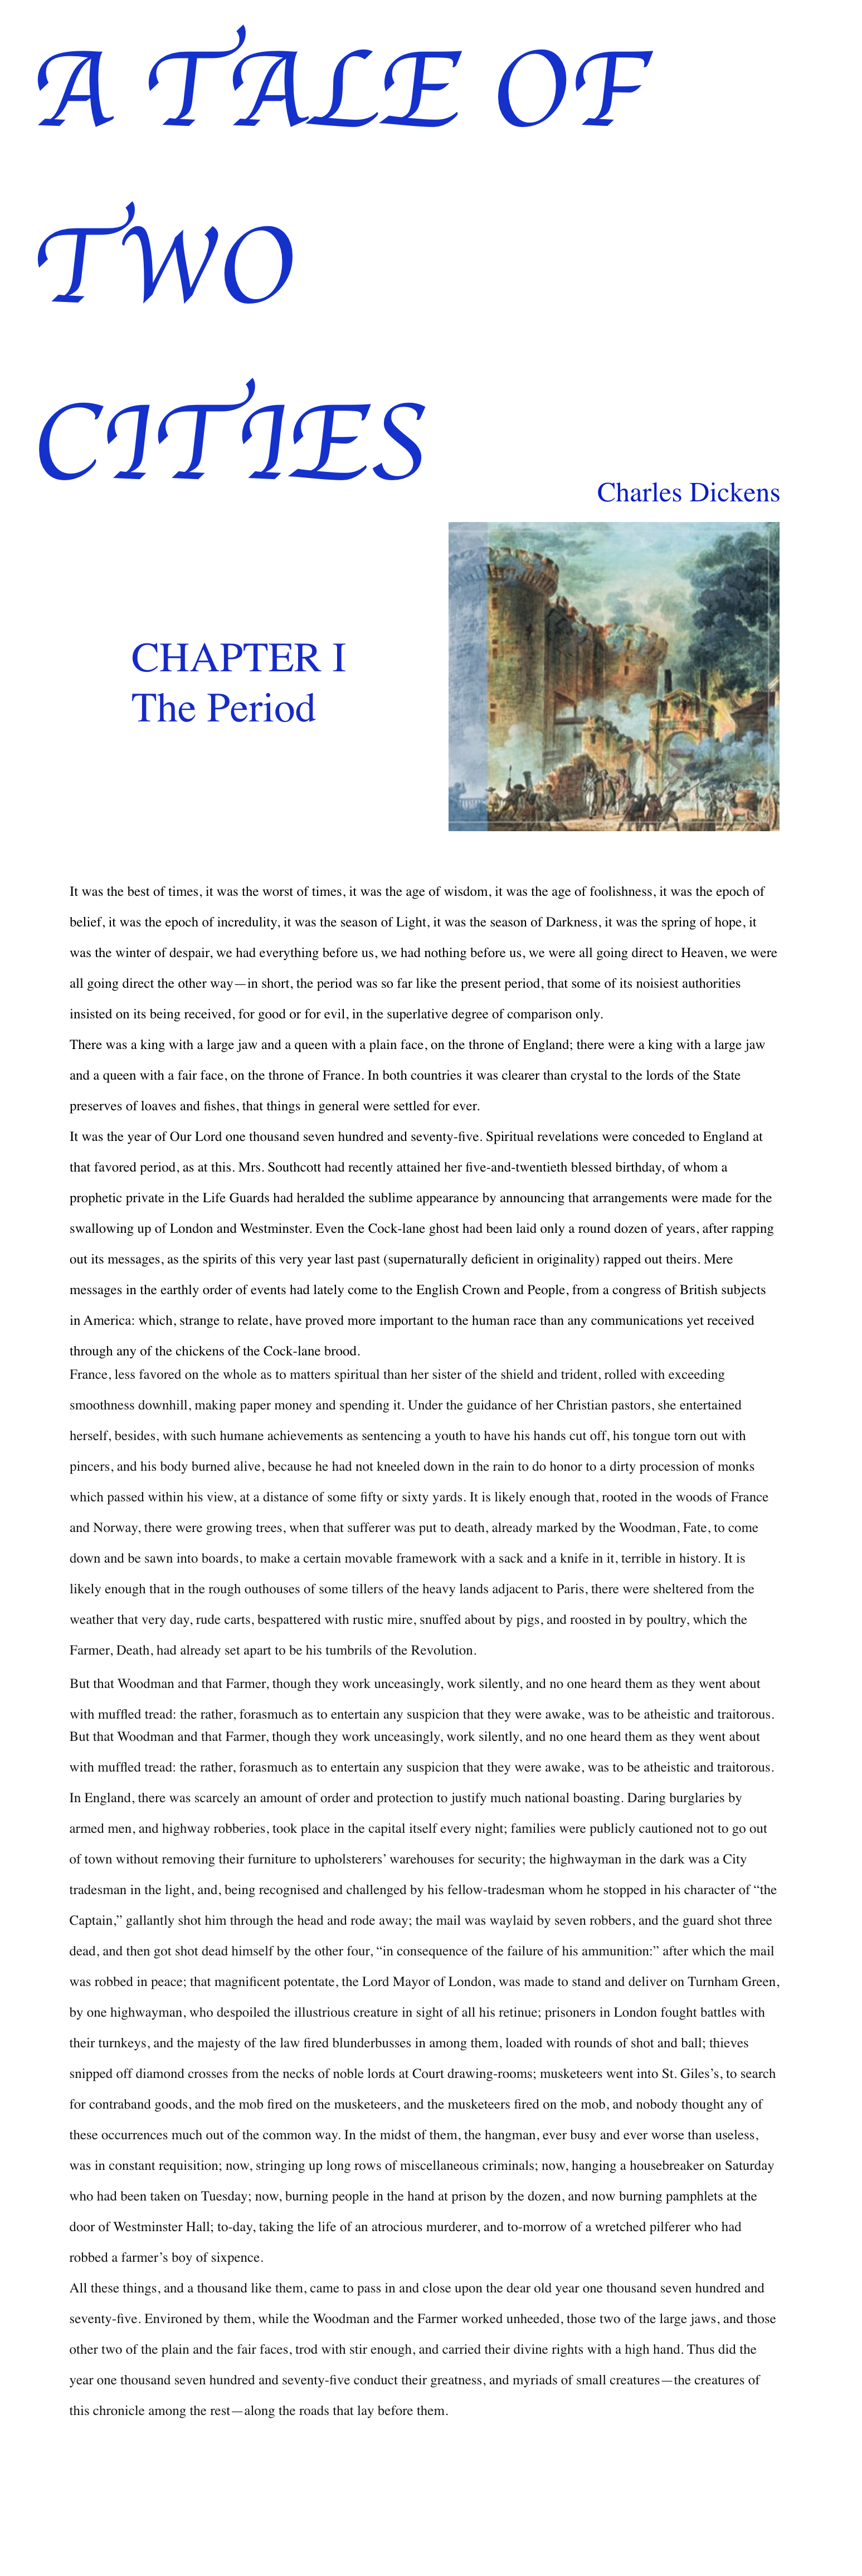 A TALE OF
TWO
CITIES
Charles Dickens
CHAPTER I
The Period
It was the best of times, it was the worst of times, it was the age of wisdom, it was the age of foolishness, it was the epoch of
belief, it was the epoch of incredulity, it was the season of Light, it was the season of Darkness, it was the spring of hope, it
was the winter of despair, we had everything before us, we had nothing before us, we were all going direct to Heaven, we were
all going direct the other way—in short, the period was so far like the present period, that some of its noisiest authorities
insisted on its being received, for good or for evil, in the superlative degree of comparison only.
There was a king with a large jaw and a queen with a plain face, on the throne of England; there were a king with a large jaw
and a queen with a fair face, on the throne of France. In both countries it was clearer than crystal to the lords of the State
preserves of loaves and fishes, that things in general were settled for ever.
It was the year of Our Lord one thousand seven hundred and seventy-five. Spiritual revelations were conceded to England at
that favored period, as at this. Mrs. Southcott had recently attained her five-and-twentieth blessed birthday, of whom a
prophetic private in the Life Guards had heralded the sublime appearance by announcing that arrangements were made for the
swallowing up of London and Westminster. Even the Cock-lane ghost had been laid only a round dozen of years, after rapping
out its messages, as the spirits of this very year last past (supernaturally deficient in originality) rapped out theirs. Mere
messages in the earthly order of events had lately come to the English Crown and People, from a congress of British subjects
in America: which, strange to relate, have proved more important to the human race than any communications yet received
through any of the chickens of the Cock-lane brood.
France, less favored on the whole as to matters spiritual than her sister of the shield and trident, rolled with exceeding
smoothness downhill, making paper money and spending it. Under the guidance of her Christian pastors, she entertained
herself, besides, with such humane achievements as sentencing a youth to have his hands cut off, his tongue torn out with
pincers, and his body burned alive, because he had not kneeled down in the rain to do honor to a dirty procession of monks
which passed within his view, at a distance of some fifty or sixty yards. It is likely enough that, rooted in the woods of France
and Norway, there were growing trees, when that sufferer was put to death, already marked by the Woodman, Fate, to come
down and be sawn into boards, to make a certain movable framework with a sack and a knife in it, terrible in history. It is
likely enough that in the rough outhouses of some tillers of the heavy lands adjacent to Paris, there were sheltered from the
weather that very day, rude carts, bespattered with rustic mire, snuffed about by pigs, and roosted in by poultry, which the
Farmer, Death, had already set apart to be his tumbrils of the Revolution.
But that Woodman and that Farmer, though they work unceasingly, work silently, and no one heard them as they went about
with muffled tread: the rather, forasmuch as to entertain any suspicion that they were awake, was to be atheistic and traitorous.
But that Woodman and that Farmer, though they work unceasingly, work silently, and no one heard them as they went about
with muffled tread: the rather, forasmuch as to entertain any suspicion that they were awake, was to be atheistic and traitorous.
In England, there was scarcely an amount of order and protection to justify much national boasting. Daring burglaries by
armed men, and highway robberies, took place in the capital itself every night; families were publicly cautioned not to go out
of town without removing their furniture to upholsterers’ warehouses for security; the highwayman in the dark was a City
tradesman in the light, and, being recognised and challenged by his fellow-tradesman whom he stopped in his character of “the
Captain,” gallantly shot him through the head and rode away; the mail was waylaid by seven robbers, and the guard shot three
dead, and then got shot dead himself by the other four, “in consequence of the failure of his ammunition:” after which the mail
was robbed in peace; that magnificent potentate, the Lord Mayor of London, was made to stand and deliver on Turnham Green,
by one highwayman, who despoiled the illustrious creature in sight of all his retinue; prisoners in London fought battles with
their turnkeys, and the majesty of the law fired blunderbusses in among them, loaded with rounds of shot and ball; thieves
snipped off diamond crosses from the necks of noble lords at Court drawing-rooms; musketeers went into St. Giles’s, to search
for contraband goods, and the mob fired on the musketeers, and the musketeers fired on the mob, and nobody thought any of
these occurrences much out of the common way. In the midst of them, the hangman, ever busy and ever worse than useless,
was in constant requisition; now, stringing up long rows of miscellaneous criminals; now, hanging a housebreaker on Saturday
who had been taken on Tuesday; now, burning people in the hand at prison by the dozen, and now burning pamphlets at the
door of Westminster Hall; to-day, taking the life of an atrocious murderer, and to-morrow of a wretched pilferer who had
robbed a farmer’s boy of sixpence.
All these things, and a thousand like them, came to pass in and close upon the dear old year one thousand seven hundred and
seventy-five. Environed by them, while the Woodman and the Farmer worked unheeded, those two of the large jaws, and those
other two of the plain and the fair faces, trod with stir enough, and carried their divine rights with a high hand. Thus did the
year one thousand seven hundred and seventy-five conduct their greatness, and myriads of small creatures—the creatures of
this chronicle among the rest—along the roads that lay before them.